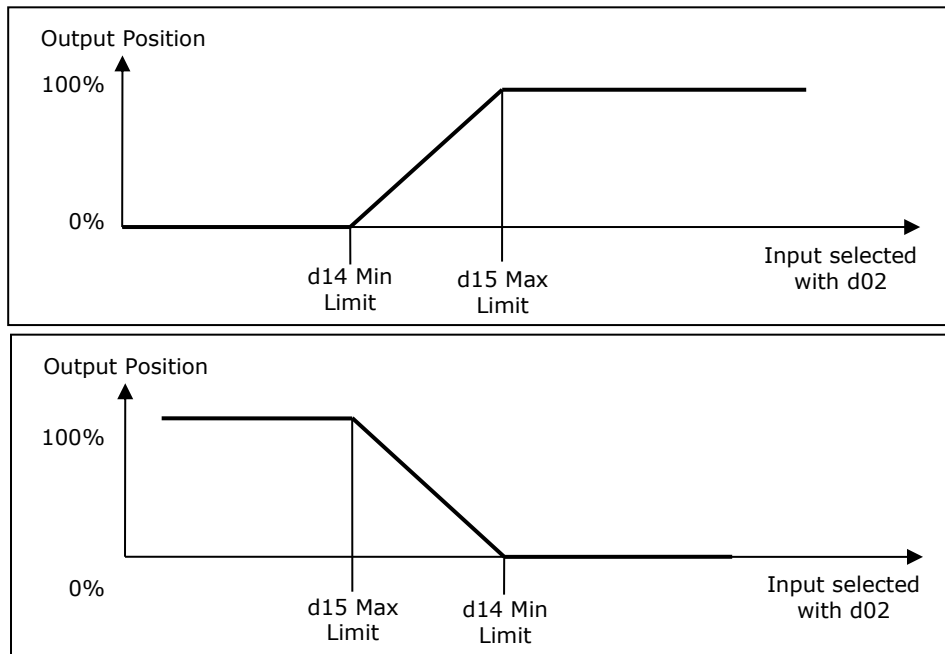 Output Position
100%
0%
d14 Min
Limit
d15 Max
Limit
Input selected
with d02
Output Position
100%
0%
d15 Max
Limit
d14 Min
Limit
Input selected
with d02